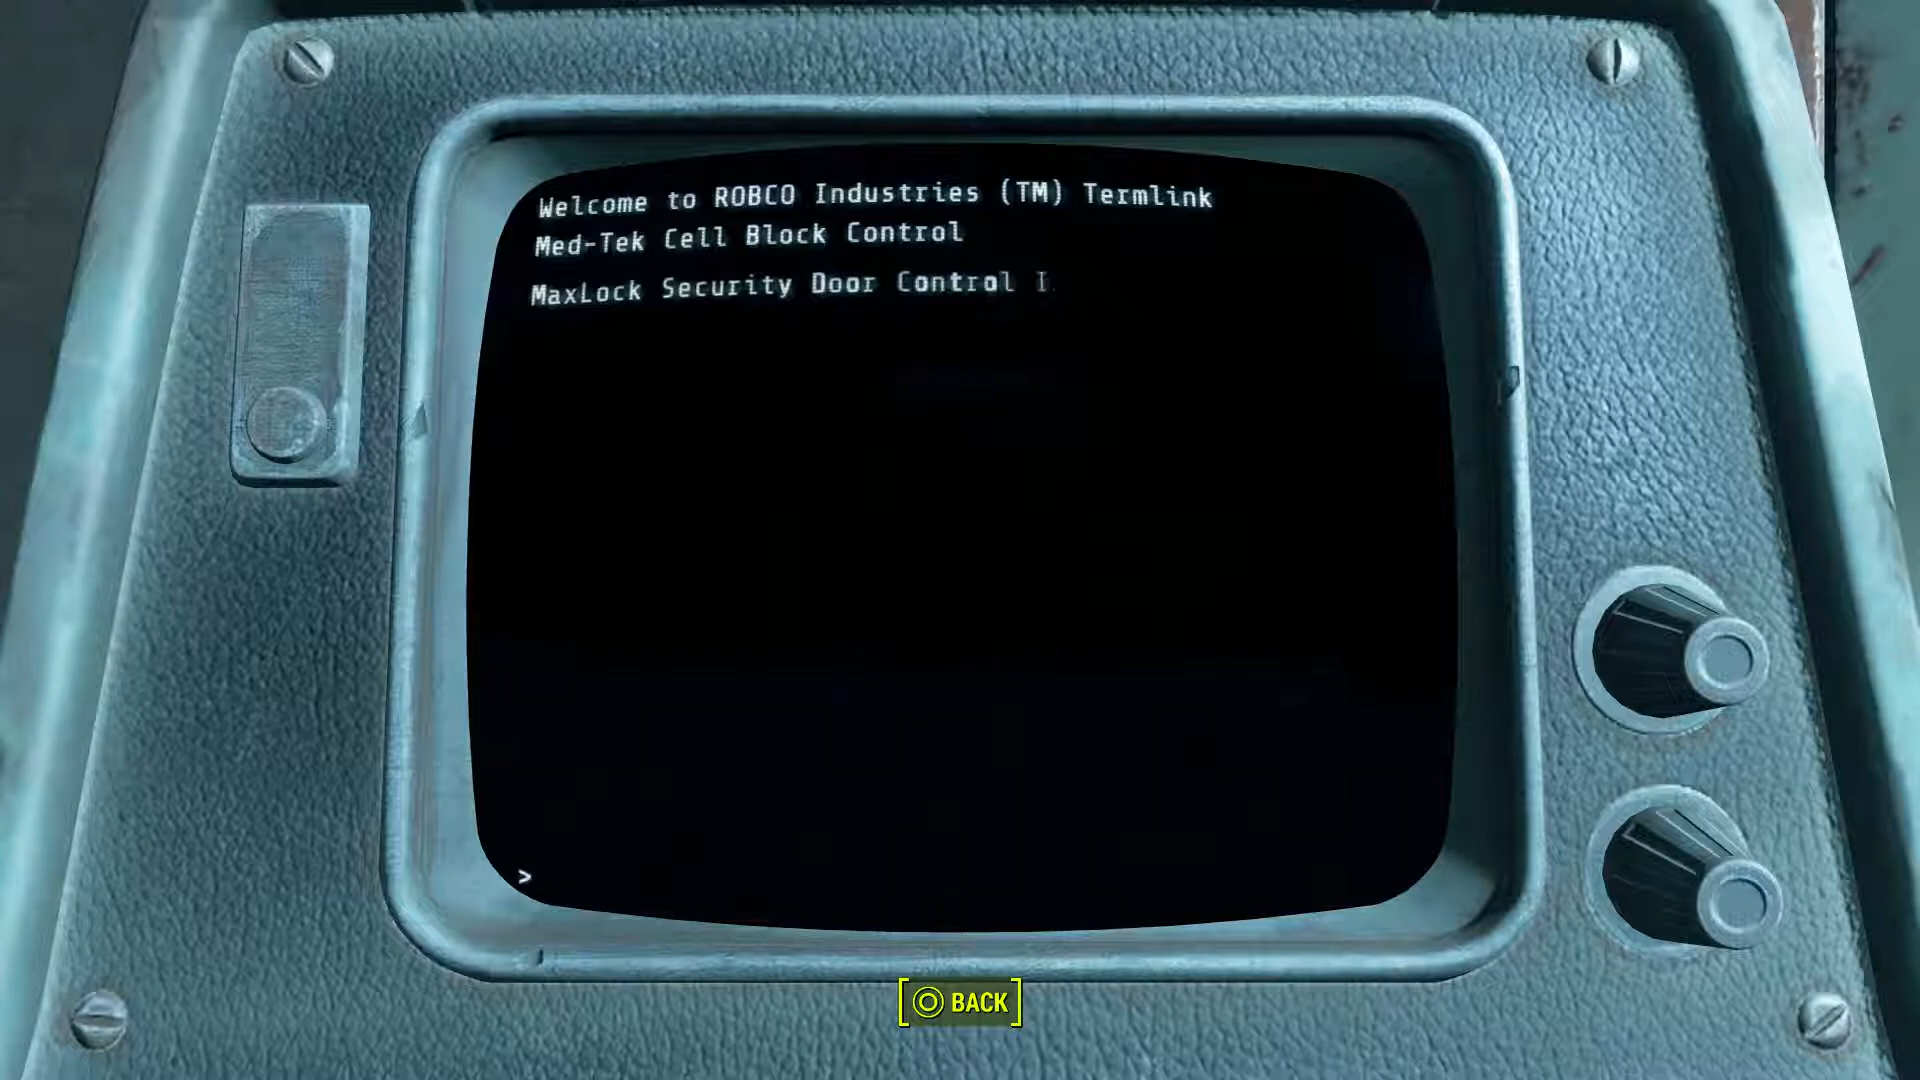 Welcome to ROBCO Industries (TM) Termlink
Med-Tek Cell Block Control
MaxLock Security Door Control I
>
BACK